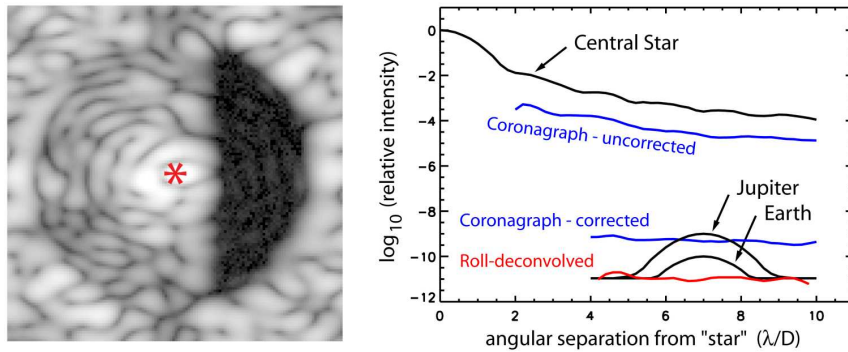 *
0
-2
-4
-6
-8
-10
-12
log10 (relative intensity)
Central Star
Coronagraph - uncorrected
Jupiter
Earth
Coronagraph - corrected
Roll-deconvolved
0 2 4 6 8 10
angular separation from "star" (λ/D)